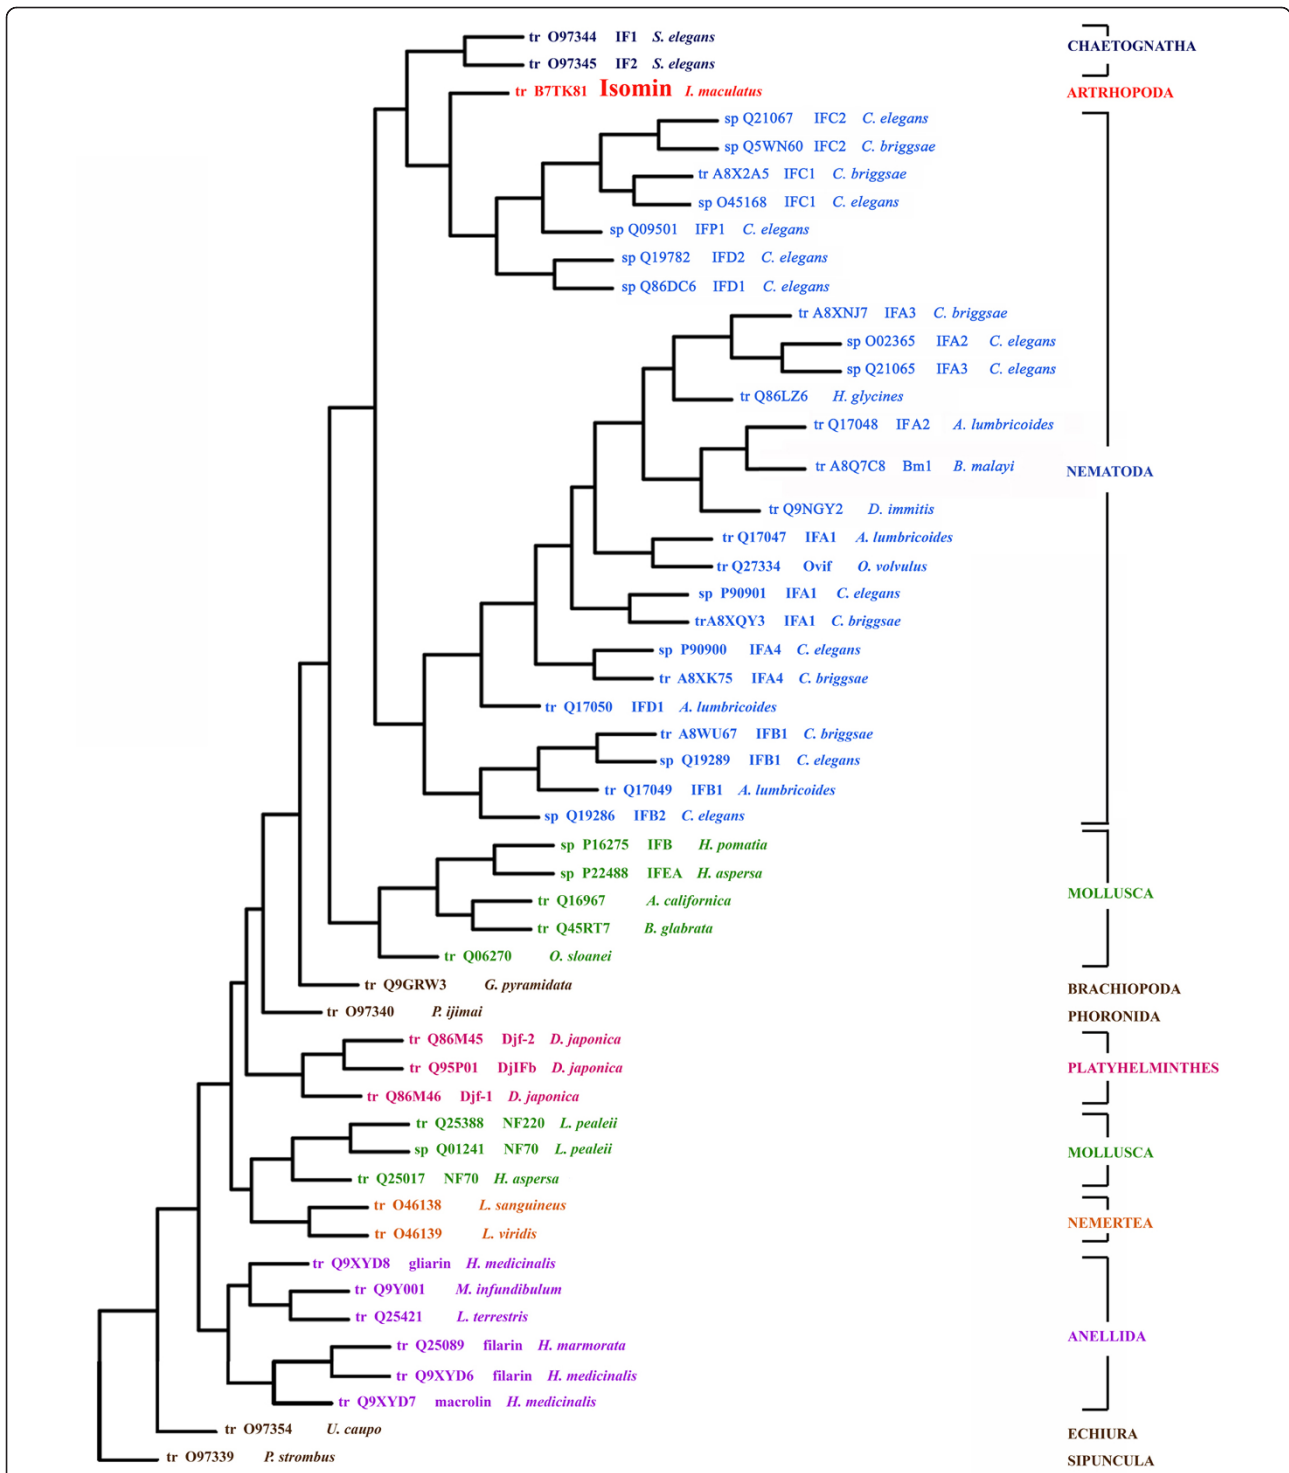 tr O97344 IF1 S. elegans
CHAETOGNATHA
tr O97345 IF2 S. elegans
tr B7TK81 Isomin I. maculatus
ARTRHOPODA
sp Q21067 IFC2 C. elegans
sp Q5WN60 IFC2 C. briggsae
tr A8X2A5 IFC1 C. briggsae
sp O45168 IFC1 C. elegans
sp Q09501 IFP1 C. elegans
sp Q19782 IFD2 C. elegans
sp Q86DC6 IFD1 C. elegans
tr A8XNJ7 IFA3 C. briggsae
sp O02365 IFA2 C. elegans
sp Q21065 IFA3 C. elegans
tr Q86LZ6 H. glycines
tr Q17048 IFA2 A. lumbricoides
tr A8Q7C8 Bm1 B. malayi
NEMATODA
tr Q9NGY2 D. immitis
tr Q17047 IFA1 A. lumbricoides
tr Q27334 Ovif O. volvulus
sp P90901 IFA1 C. elegans
trA8XQY3 IFA1 C. briggsae
sp P90900 IFA4 C. elegans
tr A8XK75 IFA4 C. briggsae
tr Q17050 IFD1 A. lumbricoides
tr A8WU67 IFB1 C. briggsae
sp Q19289 IFB1 C. elegans
tr Q17049 IFB1 A. lumbricoides
sp Q19286 IFB2 C. elegans
sp P16275 IFB H. pomatia
sp P22488 IFEA H. aspersa
MOLLUSCA
tr Q16967 A. californica
tr Q45RT7 B. glabrata
tr Q06270 O. sloanei
tr Q9GRW3 G. pyramidata
BRACHIOPODA
tr O97340 P. ijimai
PHORONIDA
tr Q86M45 Djf-2 D. japonica
tr Q95P01 DjIFb D. japonica
PLATYHELMINTHES
tr Q86M46 Djf-1 D. japonica
tr Q25388 NF220 L. pealeii
sp Q01241 NF70 L. pealeii
MOLLUSCA
tr Q25017 NF70 H. aspersa
tr O46138 L. sanguineus
NEMERTEA
tr O46139 L. viridis
tr Q9XYD8 gliarin H. medicinalis
tr Q9Y001 M. infundibulum
tr Q25421 L. terrestris
ANELLIDA
tr Q25089 filarin H. marmorata
tr Q9XYD6 filarin H. medicinalis
tr Q9XYD7 macrolin H. medicinalis
tr O97354 U. caupo
ECHIURA
tr O97339 P. strombus
SIPUNCULA